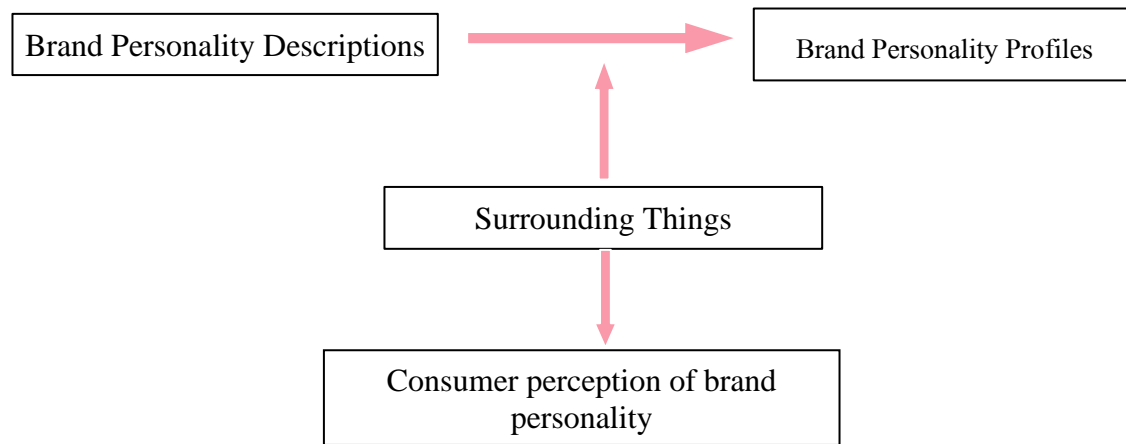 Brand Personality Descriptions
Brand Personality Profiles
Surrounding Things
Consumer perception of brand
personality